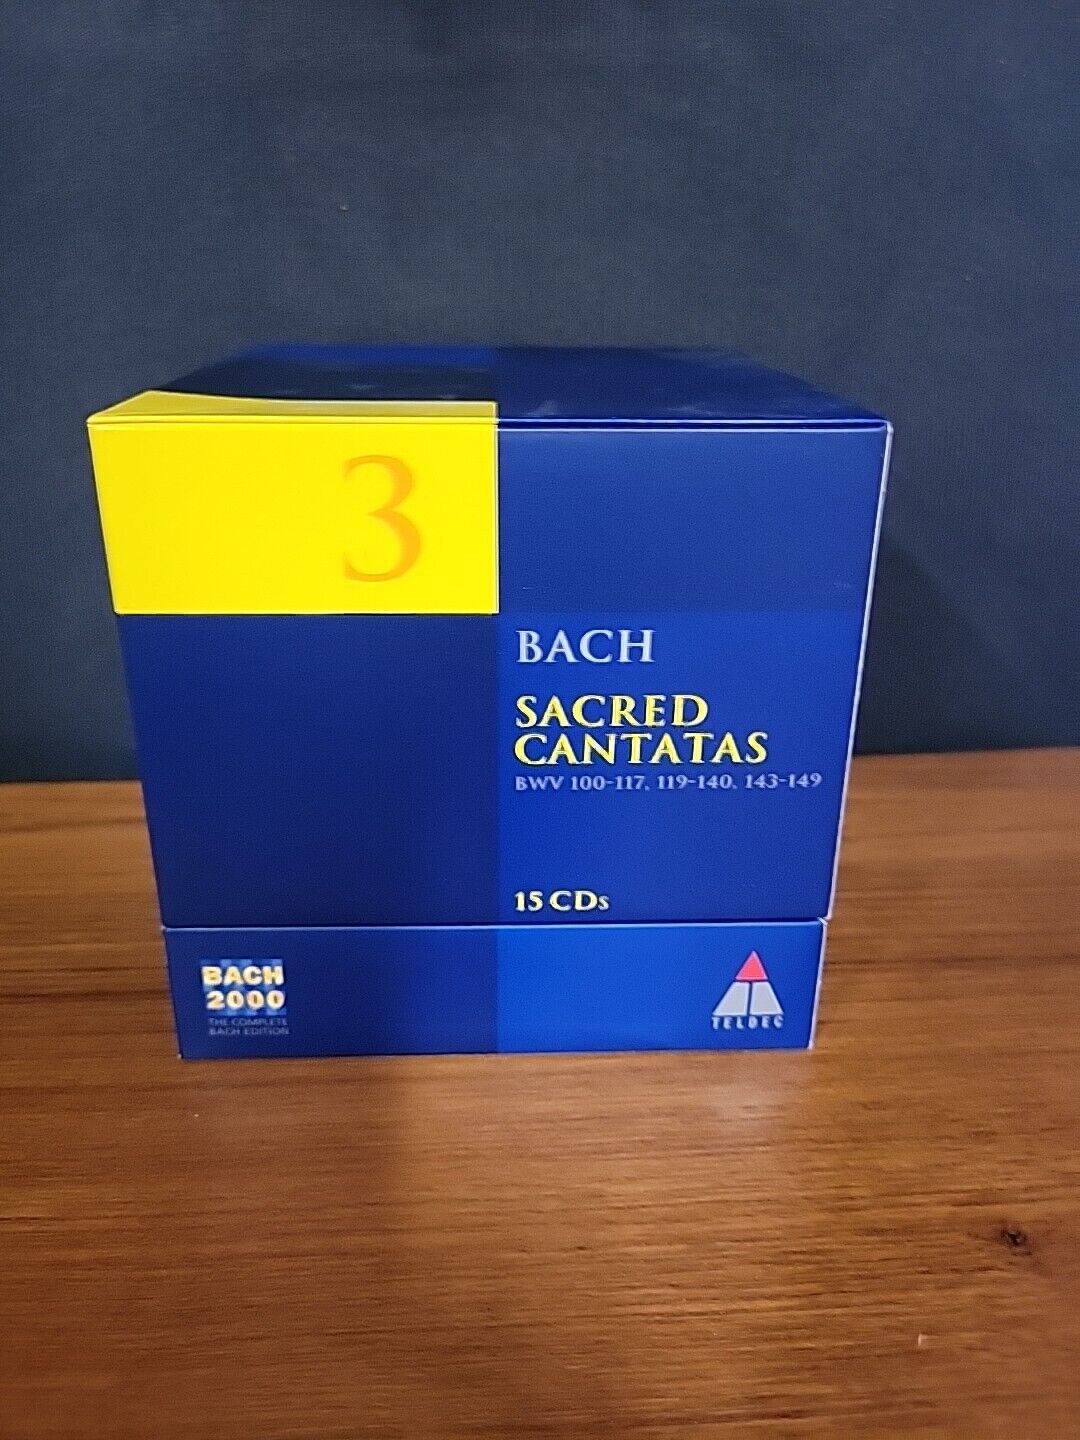 3
BACH
SACRED
CANTATAS
BWV 100-117, 119-140, 143-149
15 CDs
BACH
2000
THE COMPLETE
BACH EDITION
TELDEC